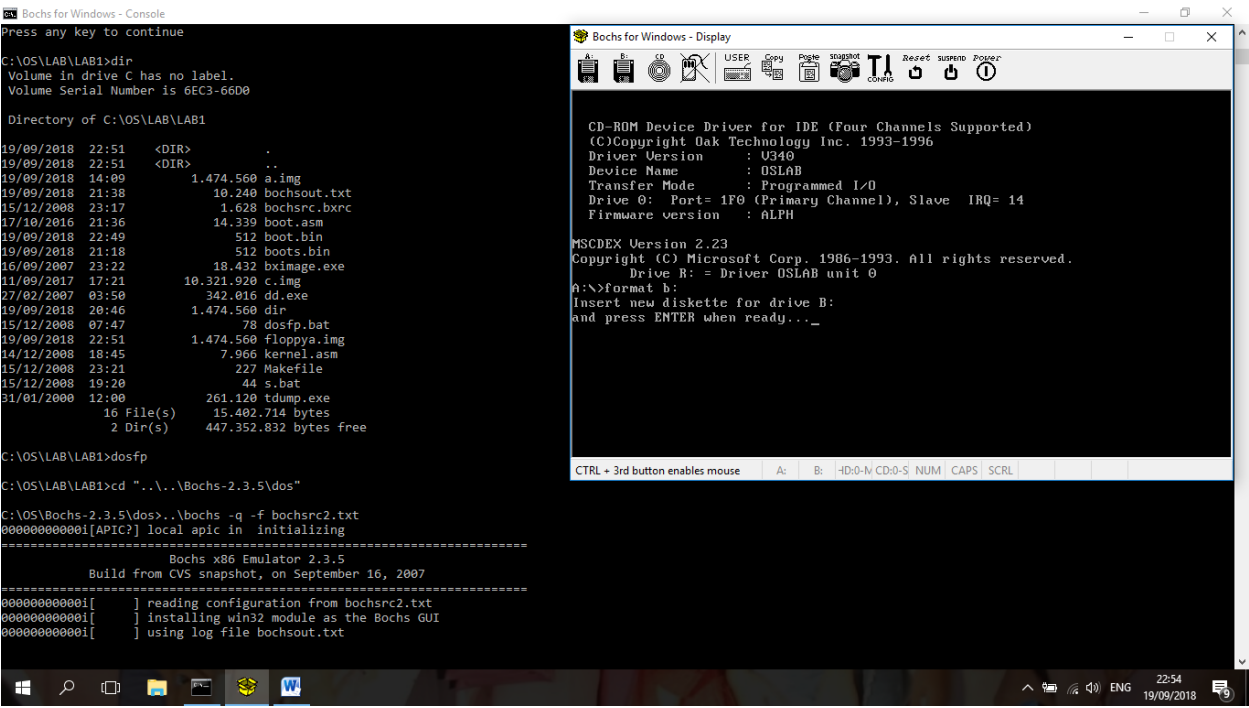 Bochs for Windows - Console
Press any key to continue
C:\OS\LAB\LAB1>dir
Volume in drive C has no label.
Volume Serial Number is 6EC3-66D0
Directory of C:\OS\LAB\LAB1
19/09/2018 22:51 <DIR> .
19/09/2018 22:51 <DIR> ..
19/09/2018 14:09 1.474.560 a.img
19/09/2018 21:38 10.240 bochsout.txt
15/12/2008 23:17 1.628 bochsrc.bxrc
17/10/2016 21:36 14.339 boot.asm
19/09/2018 22:49 512 boot.bin
19/09/2018 21:18 512 boots.bin
16/09/2007 23:22 18.432 bximage.exe
11/09/2017 17:21 10.321.920 c.img
27/02/2007 03:50 342.016 dd.exe
19/09/2018 20:46 1.474.560 dir
15/12/2008 07:47 78 dosfp.bat
19/09/2018 22:51 1.474.560 floppya.img
14/12/2008 18:45 7.966 kernel.asm
15/12/2008 23:21 227 Makefile
15/12/2008 19:20 44 s.bat
31/01/2000 12:00 261.120 tdump.exe
16 File(s) 15.402.714 bytes
2 Dir(s) 447.352.832 bytes free
C:\OS\LAB\LAB1>dosfp
C:\OS\LAB\LAB1>cd "..\..\Bochs-2.3.5\dos"
C:\OS\Bochs-2.3.5\dos>..\bochs -q -f bochsrc2.txt
00000000000i[APIC?] local apic in initializing
========================================================================
Bochs x86 Emulator 2.3.5
Build from CVS snapshot, on September 16, 2007
========================================================================
00000000000i[ ] reading configuration from bochsrc2.txt
00000000000i[ ] installing win32 module as the Bochs GUI
00000000000i[ ] using log file bochsout.txt
Bochs for Windows - Display
A: B: CD USER Copy Paste snapshot CONFIG Reset SUSPEND Power
CD-ROM Device Driver for IDE (Four Channels Supported)
(C)Copyright Oak Technology Inc. 1993-1996
Driver Version : V340
Device Name : OSLAB
Transfer Mode : Programmed I/O
Drive 0: Port= 1F0 (Primary Channel), Slave IRQ= 14
Firmware version : ALPH
MSCDEX Version 2.23
Copyright (C) Microsoft Corp. 1986-1993. All rights reserved.
Drive R: = Driver OSLAB unit 0
A:\>format b:
Insert new diskette for drive B:
and press ENTER when ready..._
CTRL + 3rd button enables mouse A: B: HD:0-M CD:0-S NUM CAPS SCRL
ENG
22:54
19/09/2018
9